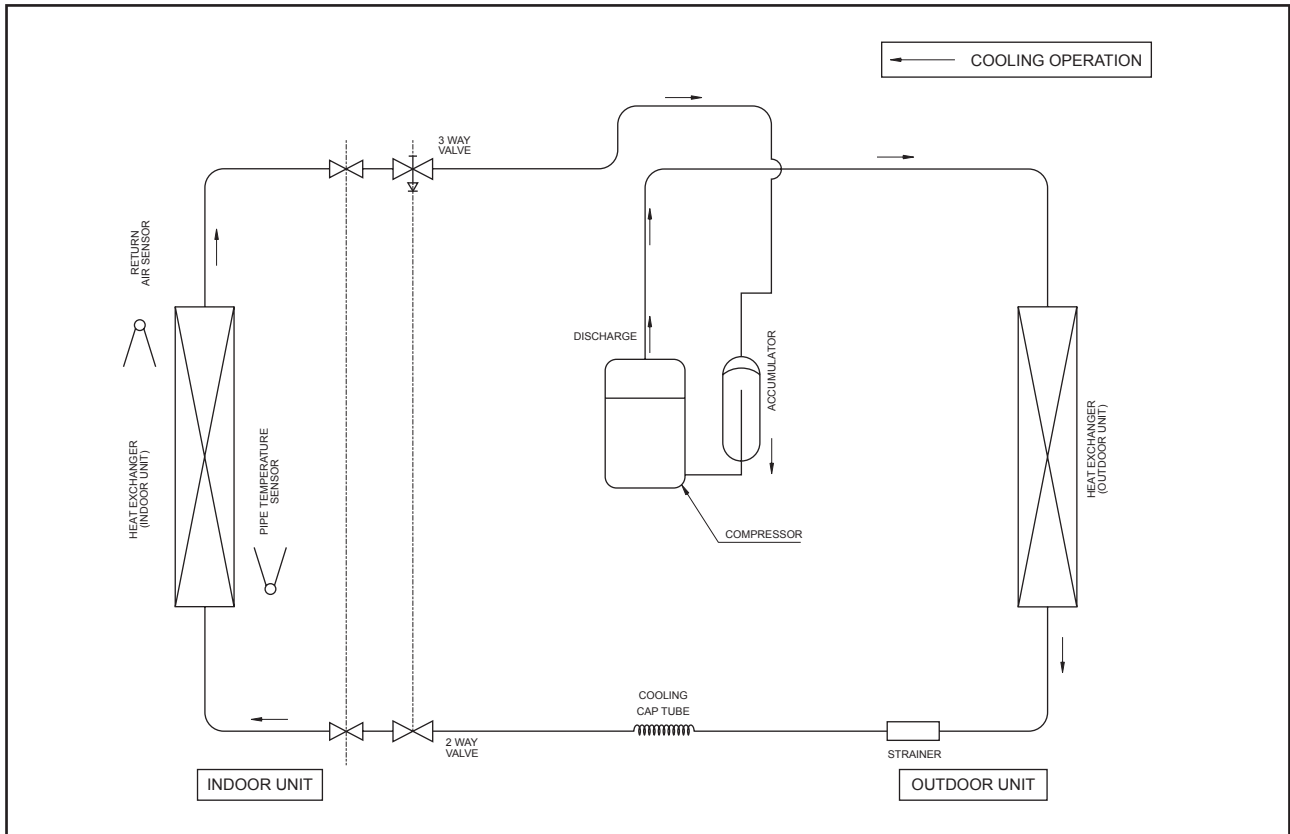 COOLING OPERATION
3 WAY
VALVE
RETURN
AIR SENSOR
DISCHARGE
ACCUMULATOR
HEAT EXCHANGER
(INDOOR UNIT)
PIPE TEMPERATURE
SENSOR
HEAT EXCHANGER
(OUTDOOR UNIT)
COMPRESSOR
COOLING
CAP TUBE
2 WAY
VALVE
STRAINER
INDOOR UNIT
OUTDOOR UNIT